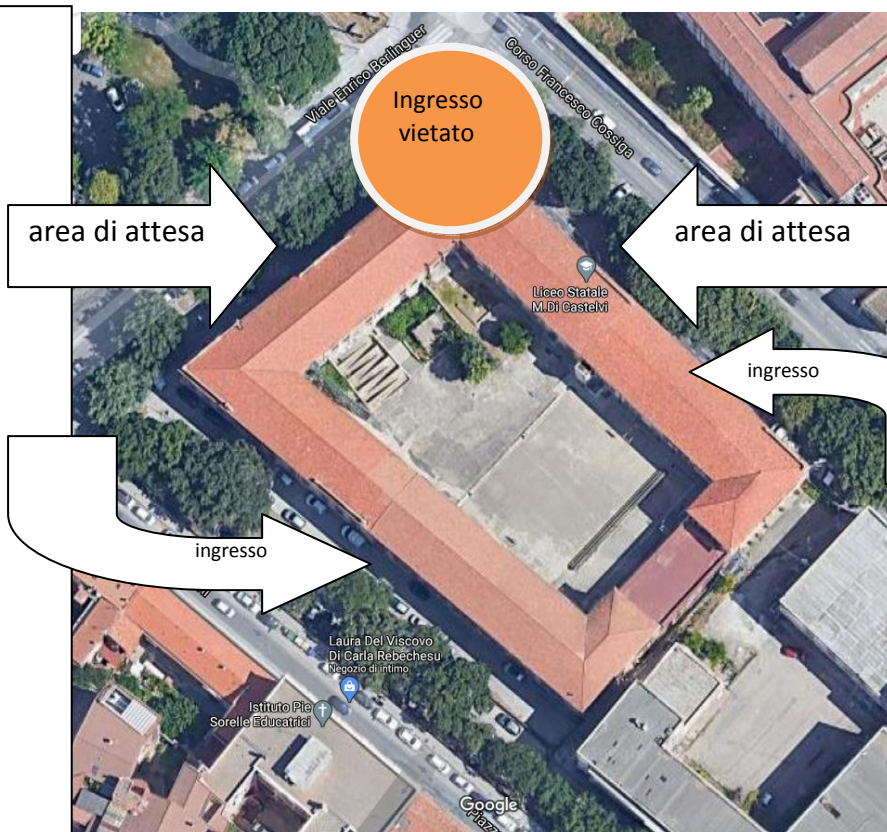 Viale Enrico Berlinguer
Corso Francesco Cossiga
Ingresso
vietato
area di attesa
area di attesa
Liceo Statale
M.Di Castelvi
ingresso
ingresso
Laura Del Viscovo
Di Carla Rebechesu
Negozio di intimo
Istituto Pie
Sorelle Educatrici
Google